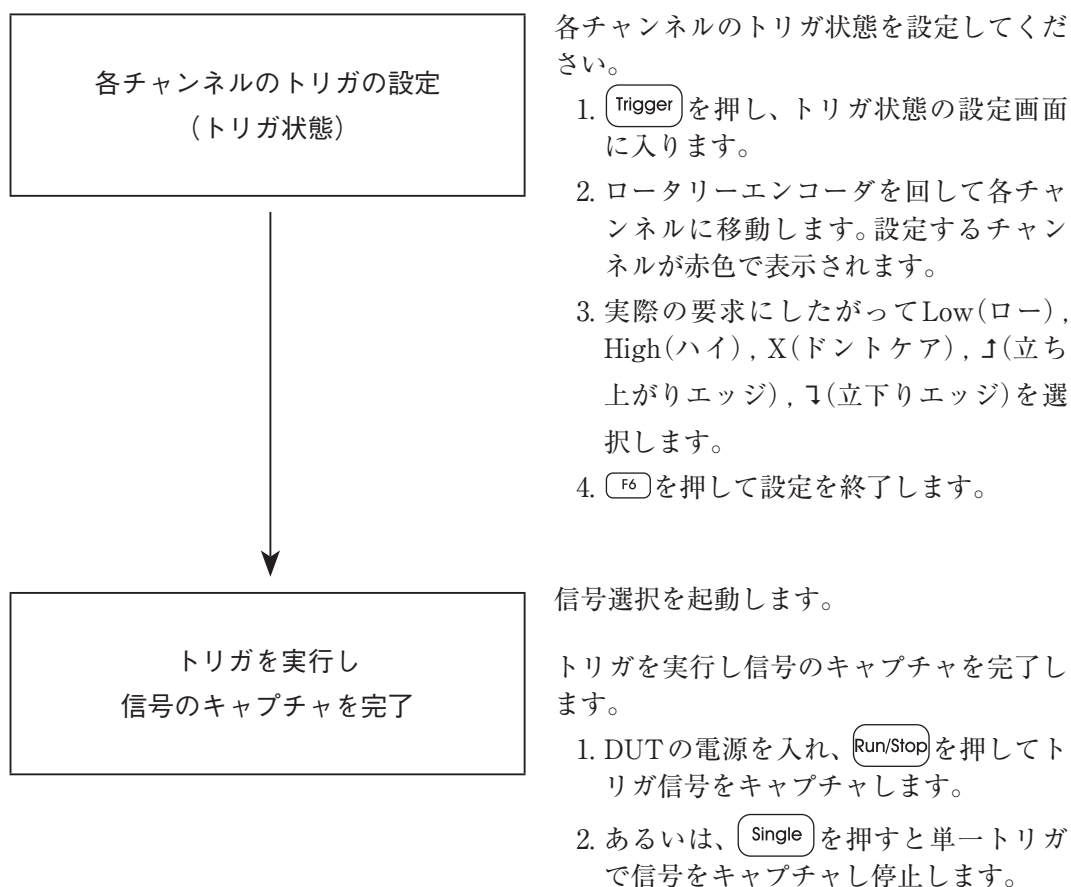 各チャンネルのトリガの設定
（トリガ状態）
各チャンネルのトリガ状態を設定してくだ
さい。
1. Triggerを押し、トリガ状態の設定画面
に入ります。
2. ロータリーエンコーダを回して各チャ
ンネルに移動します。設定するチャン
ネルが赤色で表示されます。
3. 実際の要求にしたがってLow(ロー) ,
High(ハイ) , X(ドントケア) , ↥(立ち
上がりエッジ) , ↴(立下りエッジ)を選
択します。
4. F6を押して設定を終了します。
トリガを実行し
信号のキャプチャを完了
信号選択を起動します。
トリガを実行し信号のキャプチャを完了し
ます。
1. DUTの電源を入れ、Run/Stopを押してト
リガ信号をキャプチャします。
2. あるいは、Singleを押すと単一トリガ
で信号をキャプチャし停止します。